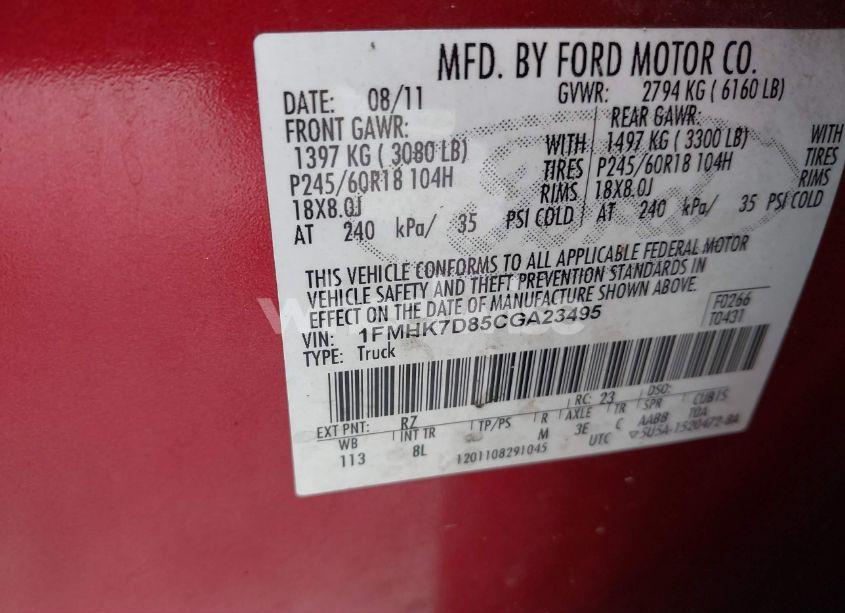 MFD. BY FORD MOTOR CO.
DATE: 08/11 GVWR: 2794 KG ( 6160 LB)
FRONT GAWR: REAR GAWR:
1397 KG ( 3080 LB) WITH 1497 KG ( 3300 LB) WITH
P245/60R18 104H TIRES P245/60R18 104H TIRES
18X8.0J RIMS 18X8.0J RIMS
AT 240 kPa/ 35 PSI COLD AT 240 kPa/ 35 PSI COLD
THIS VEHICLE CONFORMS TO ALL APPLICABLE FEDERAL MOTOR
VEHICLE SAFETY AND THEFT PREVENTION STANDARDS IN
EFFECT ON THE DATE OF MANUFACTURE SHOWN ABOVE.
VIN: 1FMHK7D85CGA23495 F0266
TYPE: Truck T0431
RC: 23 DSO:
EXT PNT: RZ
WB INT TR TP/PS R AXLE TR SPR CUBIS
113 8L M 3E C AABB TOA
1201108291045 UTC